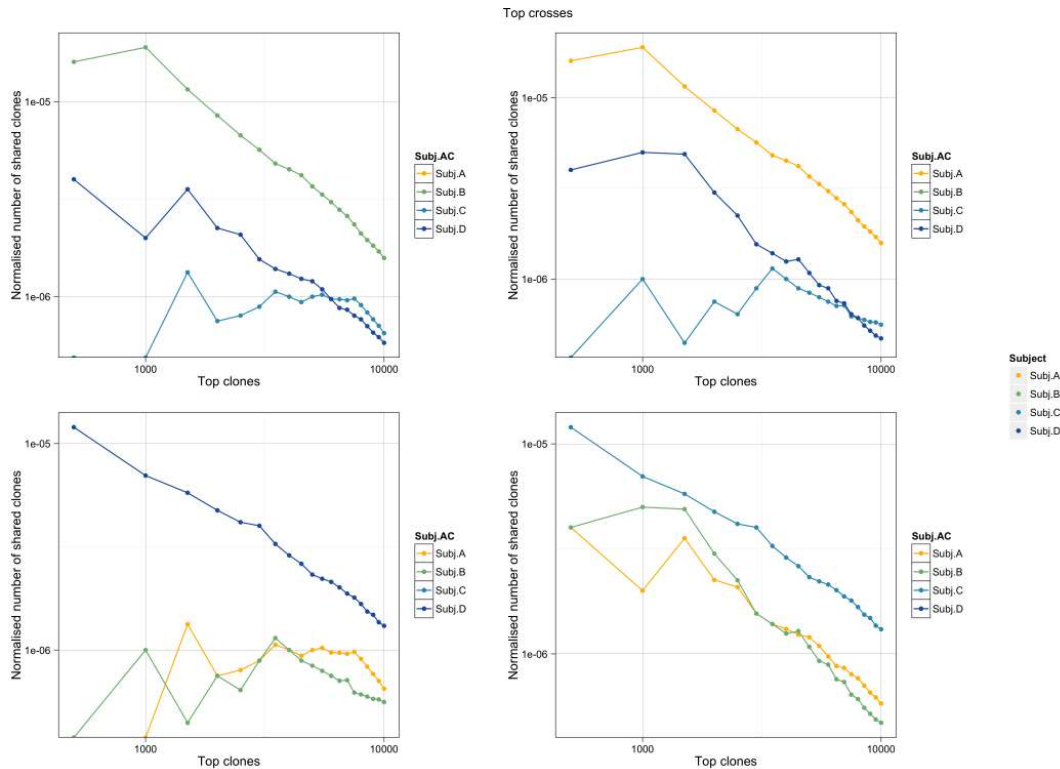 Top crosses
Normalised number of shared clones
1e-05
1e-06
1000
10000
Top clones
Subj.AC
Subj.A
Subj.B
Subj.C
Subj.D
Normalised number of shared clones
1e-05
1e-06
1000
10000
Top clones
Subj.AC
Subj.A
Subj.B
Subj.C
Subj.D
Normalised number of shared clones
1e-05
1e-06
1000
10000
Top clones
Subj.AC
Subj.A
Subj.B
Subj.C
Subj.D
Normalised number of shared clones
1e-05
1e-06
1000
10000
Top clones
Subj.AC
Subj.A
Subj.B
Subj.C
Subj.D
Subject
Subj.A
Subj.B
Subj.C
Subj.D